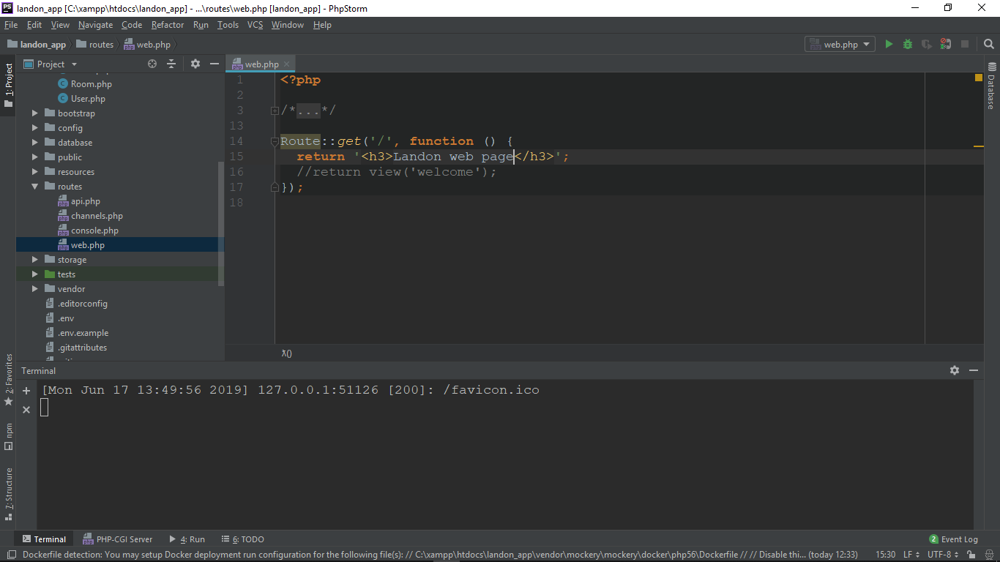 PS landon_app [C:\xampp\htdocs\landon_app] - ...\routes\web.php [landon_app] - PhpStorm
File Edit View Navigate Code Refactor Run Tools VCS Window Help
landon_app routes web.php web.php
1: Project
Project
web.php
Database
Room.php
User.php
bootstrap
config
database
public
resources
routes
api.php
channels.php
console.php
web.php
storage
tests
vendor
.editorconfig
.env
.env.example
.gitattributes
1 <?php
2
3 /*...*/
13
14 Route::get('/', function () {
15 return '<h3>Landon web page</h3>';
16 //return view('welcome');
17 });
18
λ()
2: Favorites
npm
7: Structure
Terminal
[Mon Jun 17 13:49:56 2019] 127.0.0.1:51126 [200]: /favicon.ico
Terminal PHP-CGI Server 4: Run 6: TODO 2 Event Log
Dockerfile detection: You may setup Docker deployment run configuration for the following file(s): // C:\xampp\htdocs\landon_app\vendor\mockery\mockery\docker\php56\Dockerfile // // Disable thi... (today 12:33) 15:30 LF UTF-8